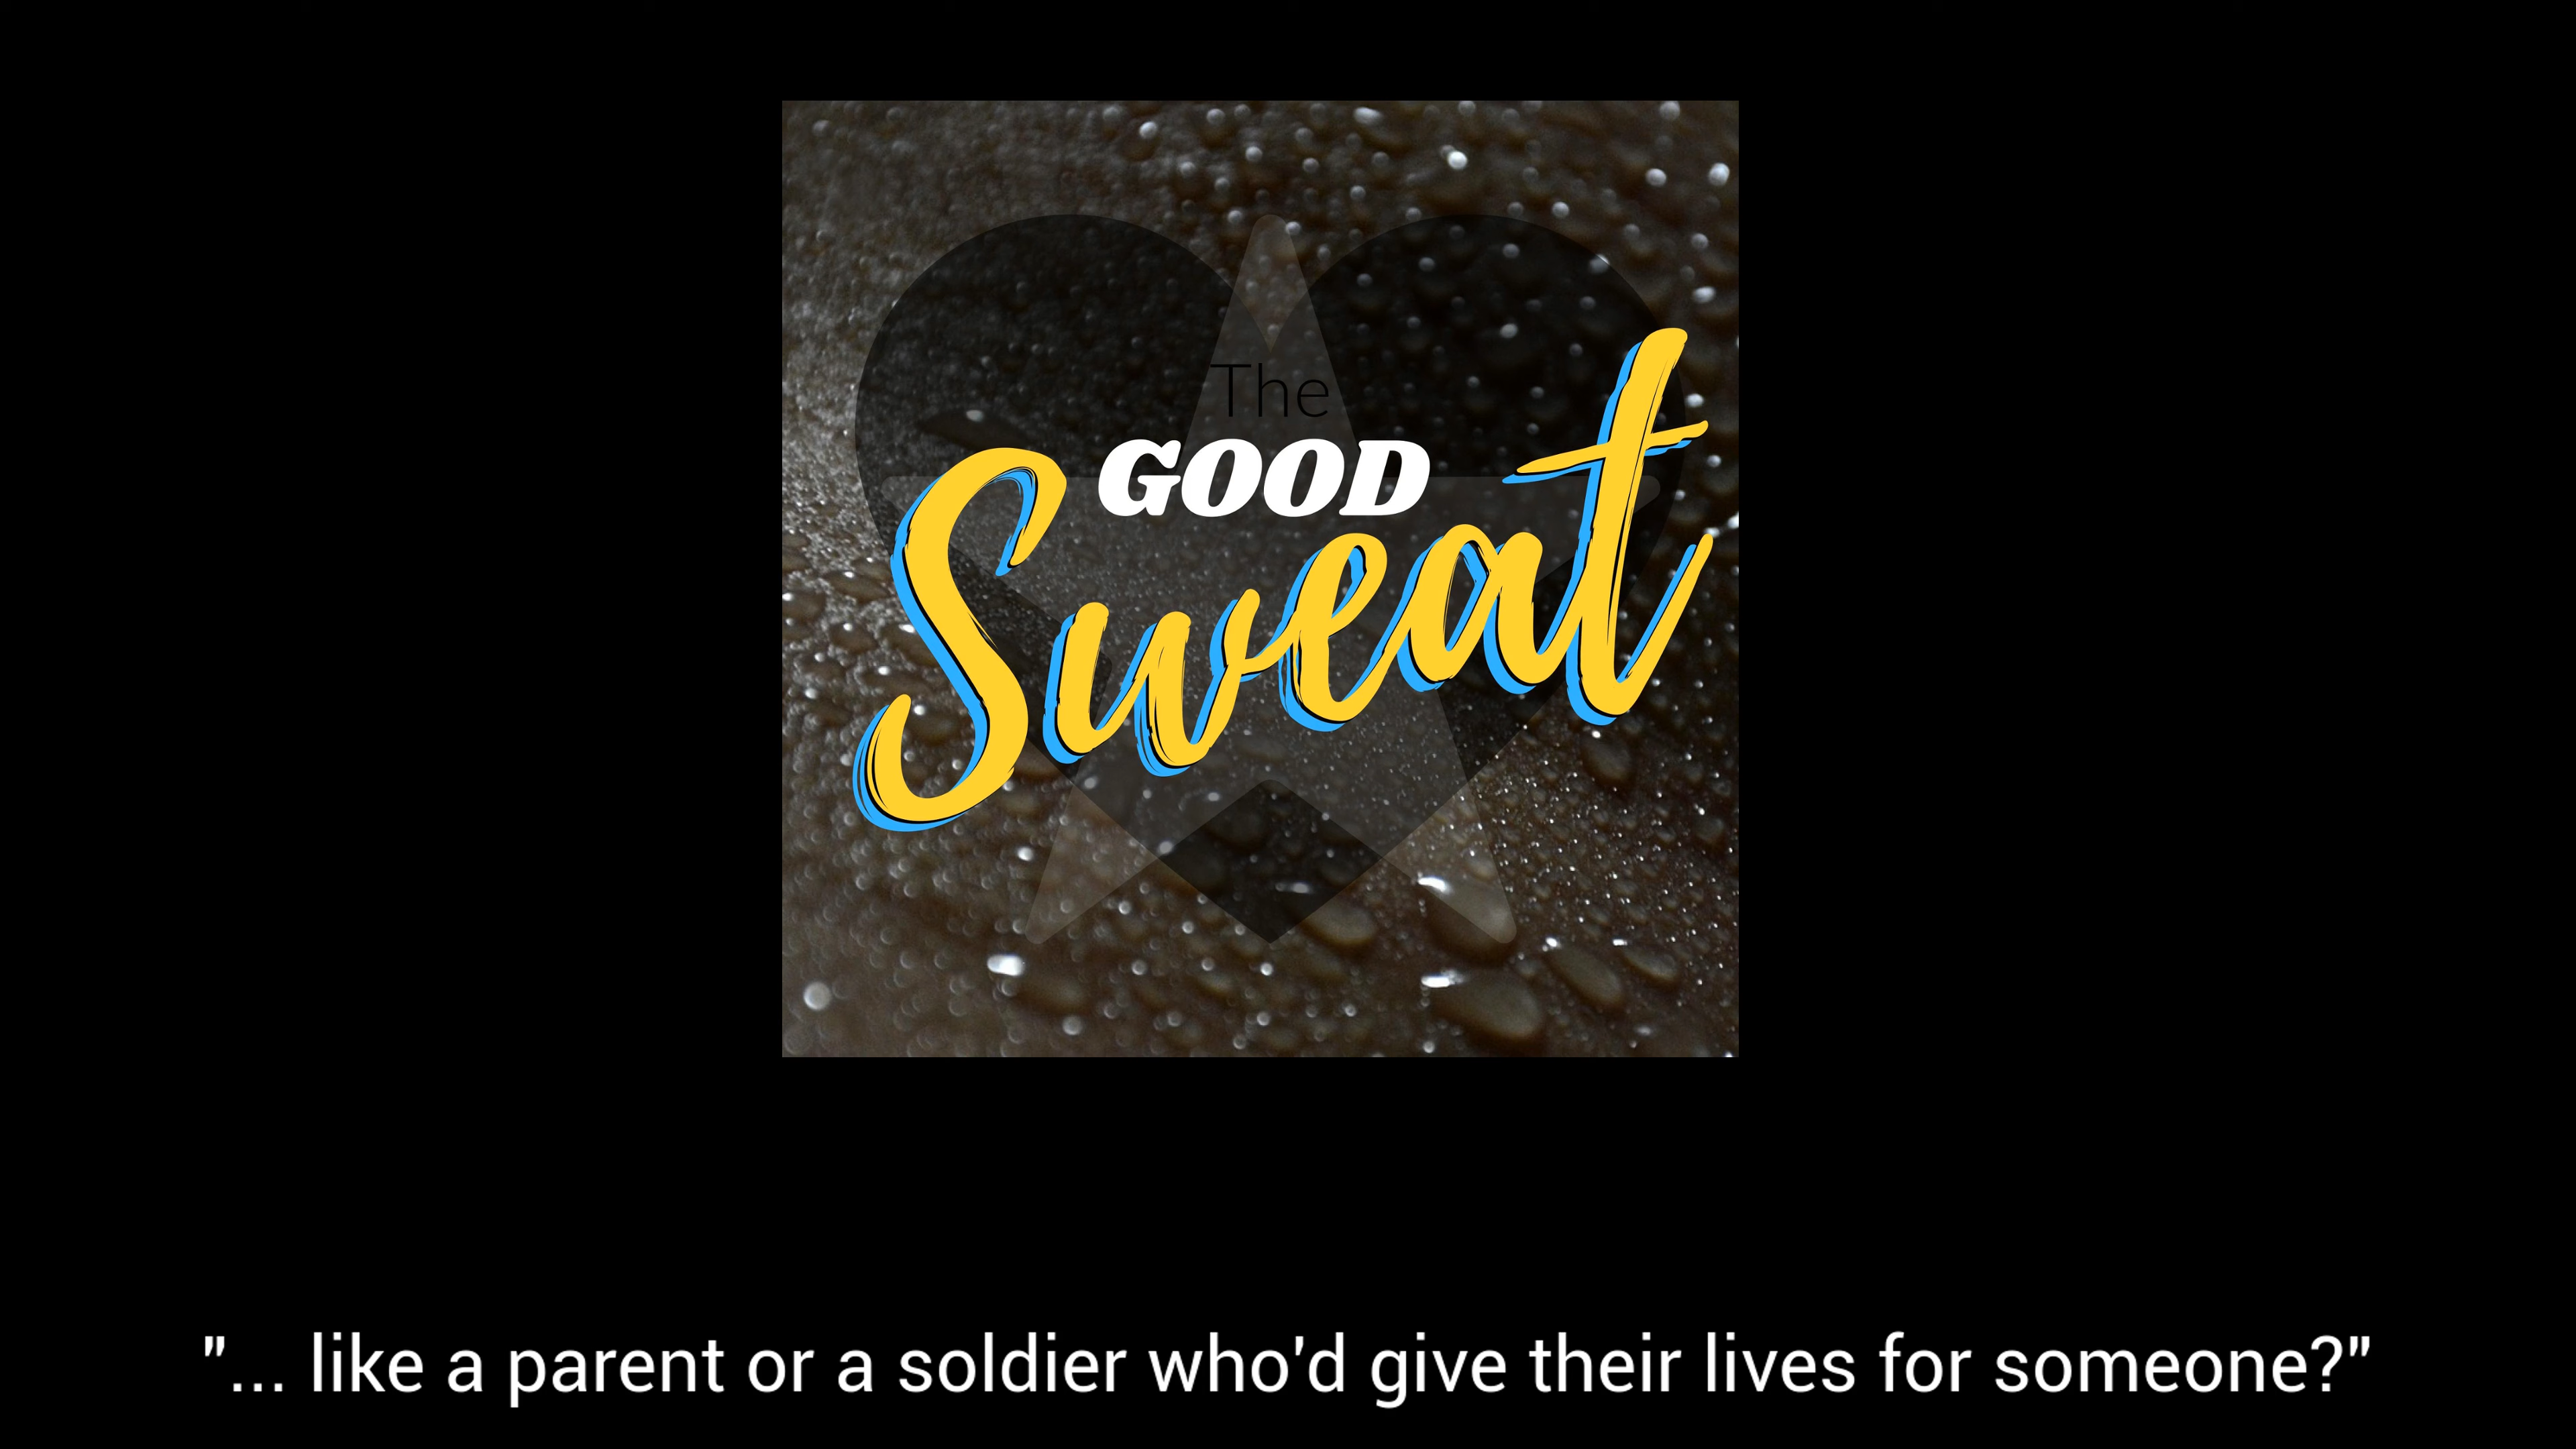 The
GOOD
Sweat
"... like a parent or a soldier who'd give their lives for someone?"